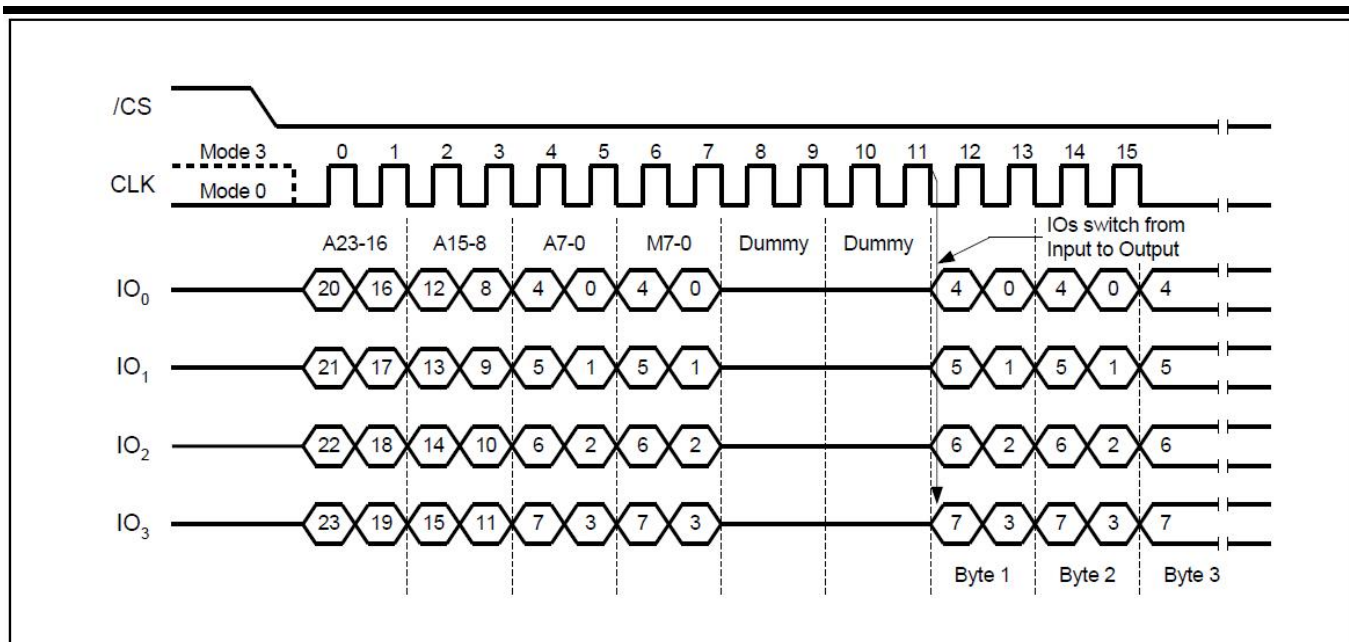 /CS
Mode 3
0 1 2 3 4 5 6 7 8 9 10 11 12 13 14 15
CLK
Mode 0
IOs switch from
Input to Output
A23-16 A15-8 A7-0 M7-0 Dummy Dummy
IO0 20 16 12 8 4 0 4 0 4 0 4 0 4
IO1 21 17 13 9 5 1 5 1 5 1 5 1 5
IO2 22 18 14 10 6 2 6 2 6 2 6 2 6
IO3 23 19 15 11 7 3 7 3 7 3 7 3 7
Byte 1 Byte 2 Byte 3